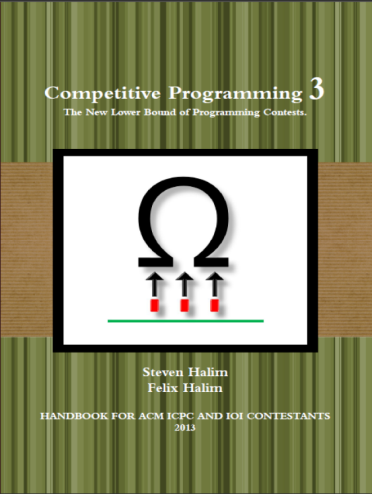 Competitive Programming 3
The New Lower Bound of Programming Contests.
Ω
Steven Halim
Felix Halim
HANDBOOK FOR ACM ICPC AND IOI CONTESTANTS
2013